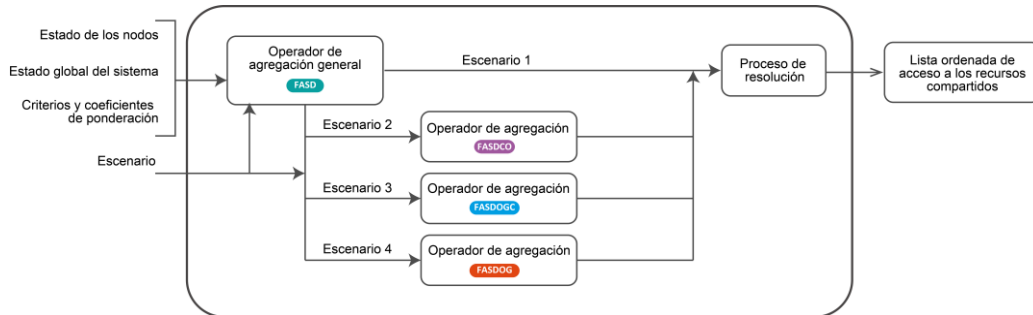 Estado de los nodos
Estado global del sistema
Criterios y coeficientes
de ponderación
Escenario
Operador de
agregación general
FASD
Escenario 1
Escenario 2
Operador de agregación
FASDCO
Escenario 3
Operador de agregación
FASDOGC
Escenario 4
Operador de agregación
FASDOG
Proceso de
resolución
Lista ordenada de
acceso a los recursos
compartidos